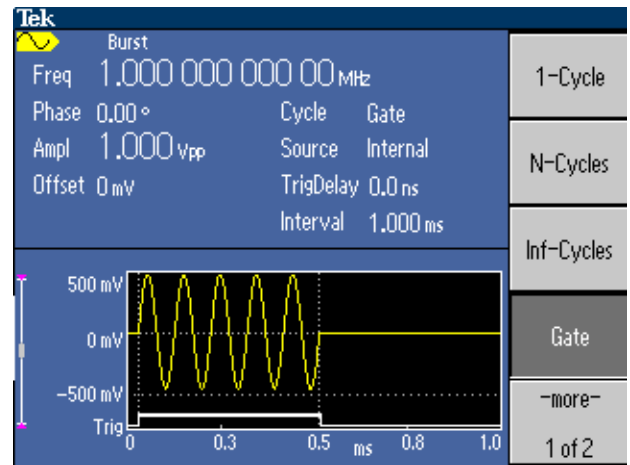 Tek
Burst
Freq 1.000 000 000 00 MHz
Phase 0.00 °
Cycle Gate
Ampl 1.000 Vpp
Source Internal
Offset 0 mV
TrigDelay 0.0 ns
Interval 1.000 ms
500 mV
0 mV
-500 mV
Trig
0 0.3 0.5 ms 0.8 1.0
1-Cycle
N-Cycles
Inf-Cycles
Gate
-more-
1 of 2